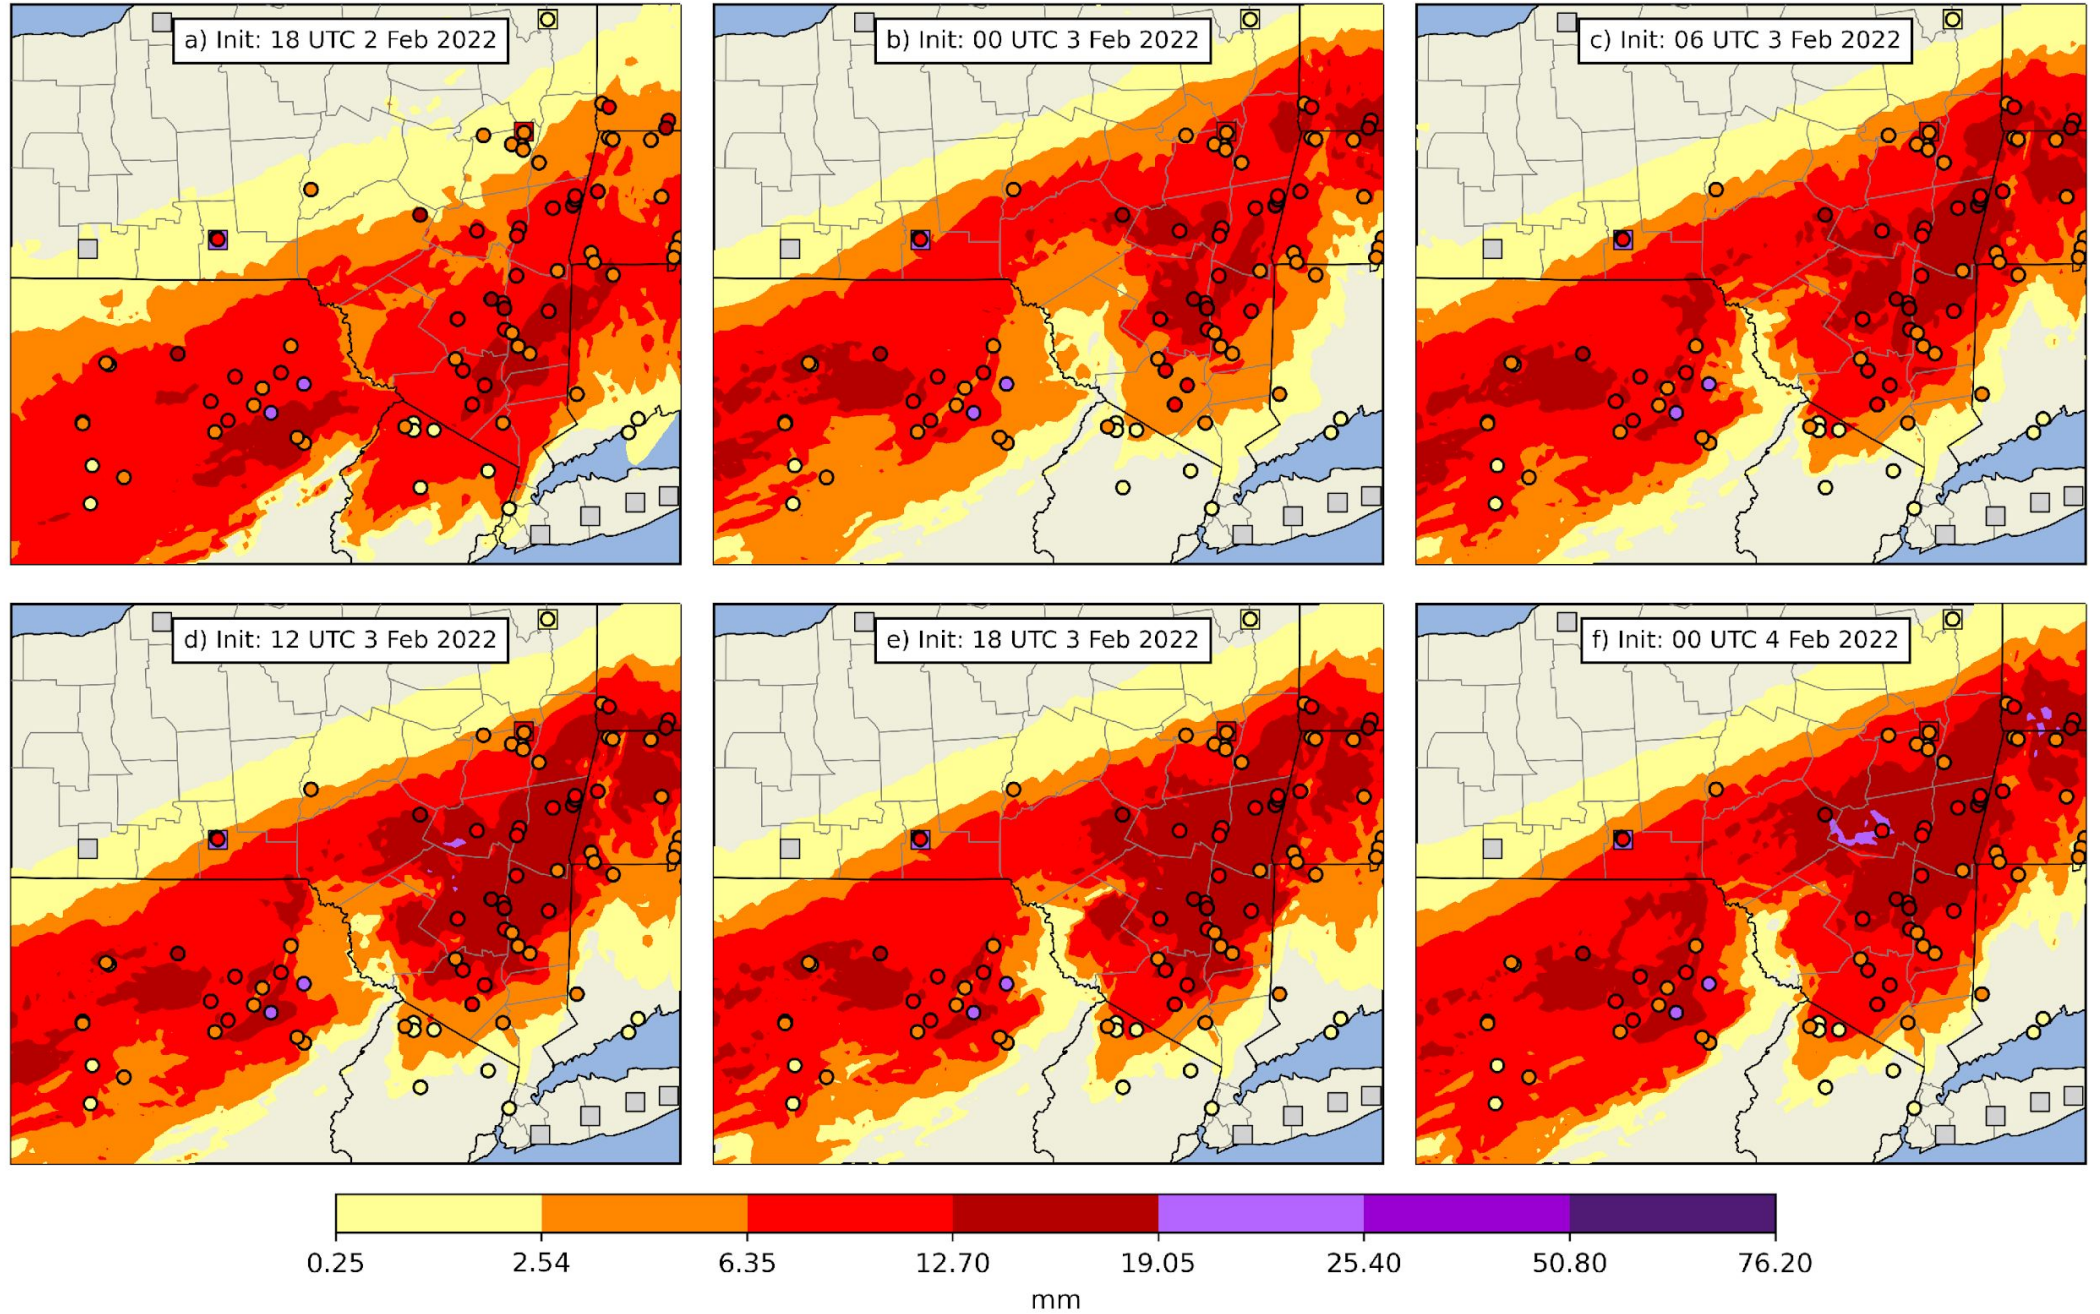 a) Init: 18 UTC 2 Feb 2022
b) Init: 00 UTC 3 Feb 2022
c) Init: 06 UTC 3 Feb 2022
d) Init: 12 UTC 3 Feb 2022
e) Init: 18 UTC 3 Feb 2022
f) Init: 00 UTC 4 Feb 2022
0.25 2.54 6.35 12.70 19.05 25.40 50.80 76.20
mm